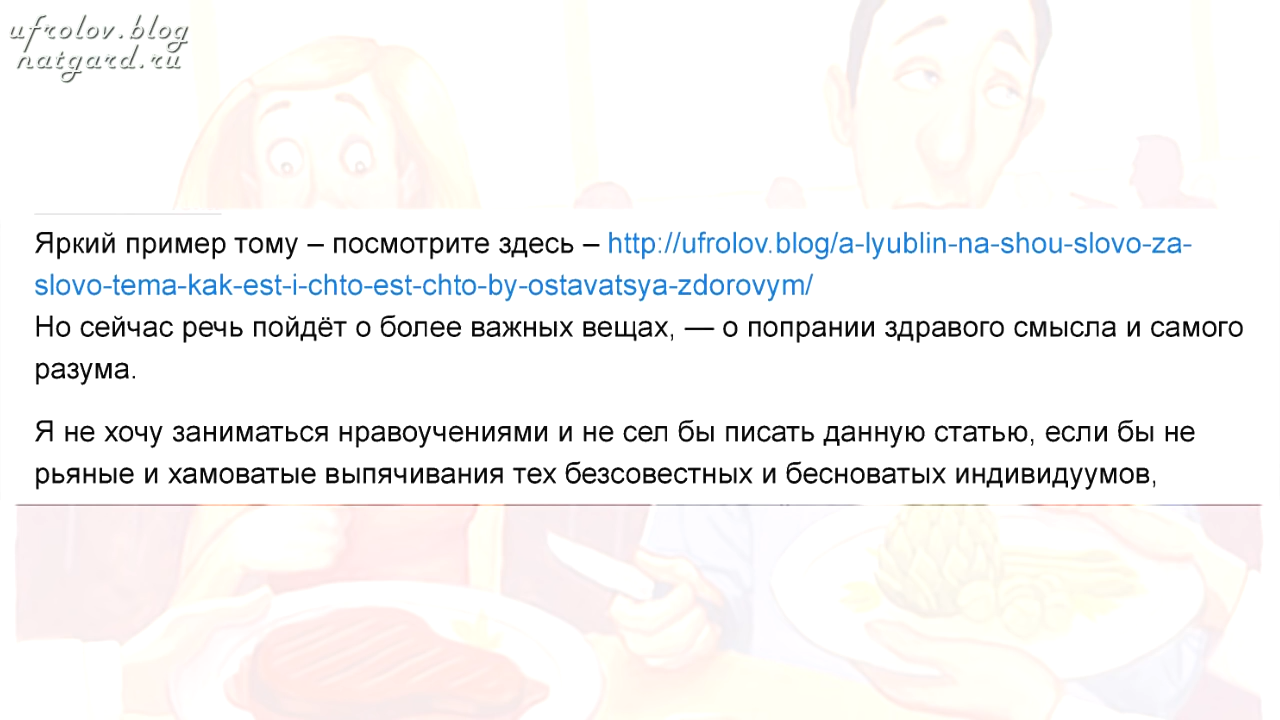 ufrolov.blog
natgard.ru
Яркий пример тому – посмотрите здесь – http://ufrolov.blog/a-lyublin-na-shou-slovo-za-
slovo-tema-kak-est-i-chto-est-chto-by-ostavatsya-zdorovym/
Но сейчас речь пойдёт о более важных вещах, — о попрании здравого смысла и самого
разума.
Я не хочу заниматься нравоучениями и не сел бы писать данную статью, если бы не
рьяные и хамоватые выпячивания тех безсовестных и бесноватых индивидуумов,